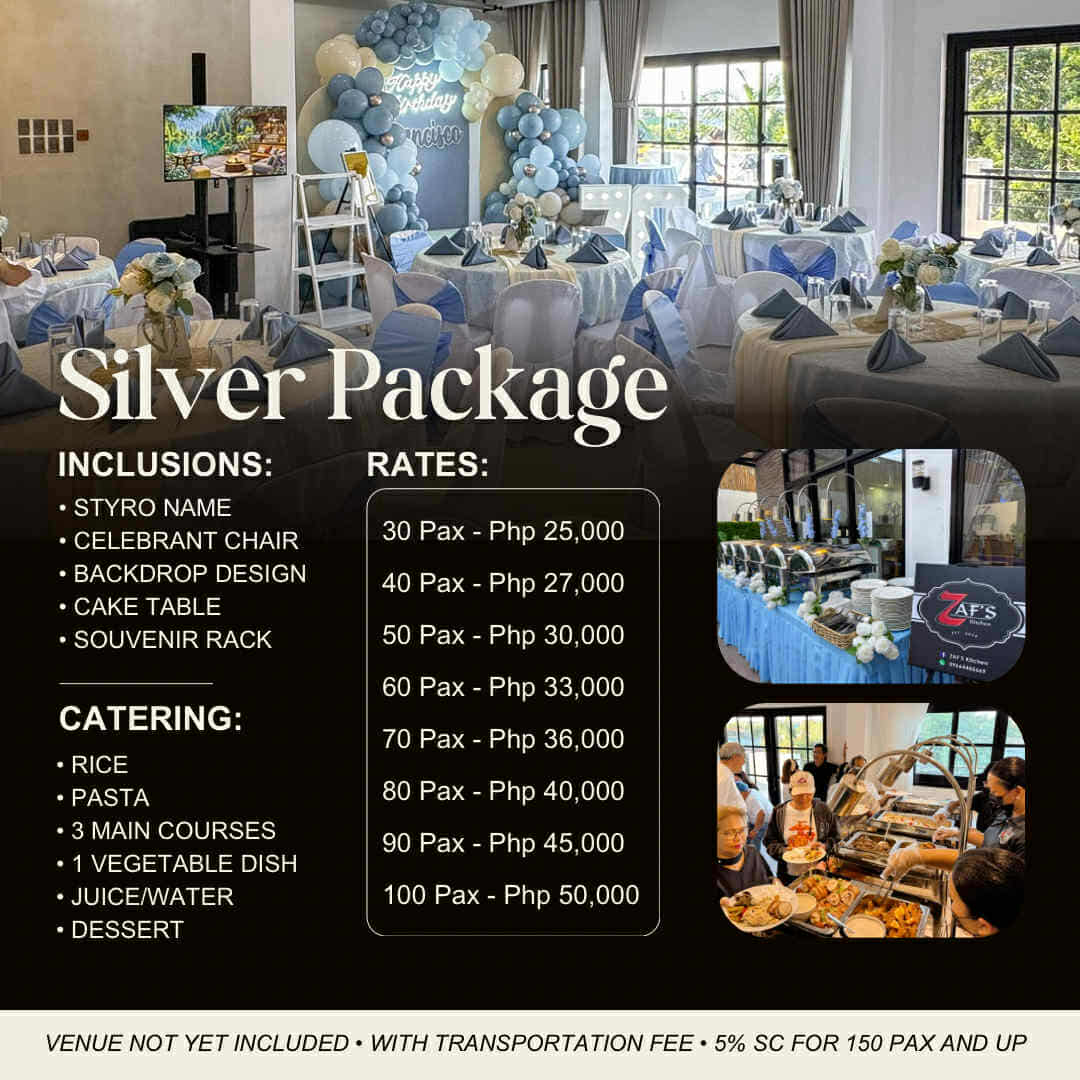 Happy
Birthday
Silver Package
INCLUSIONS:
• STYRO NAME
• CELEBRANT CHAIR
• BACKDROP DESIGN
• CAKE TABLE
• SOUVENIR RACK
CATERING:
• RICE
• PASTA
• 3 MAIN COURSES
• 1 VEGETABLE DISH
• JUICE/WATER
• DESSERT
RATES:
30 Pax - Php 25,000
40 Pax - Php 27,000
50 Pax - Php 30,000
60 Pax - Php 33,000
70 Pax - Php 36,000
80 Pax - Php 40,000
90 Pax - Php 45,000
100 Pax - Php 50,000
ZAF'S
Kitchen
ZAF'S Kitchen
VENUE NOT YET INCLUDED • WITH TRANSPORTATION FEE • 5% SC FOR 150 PAX AND UP